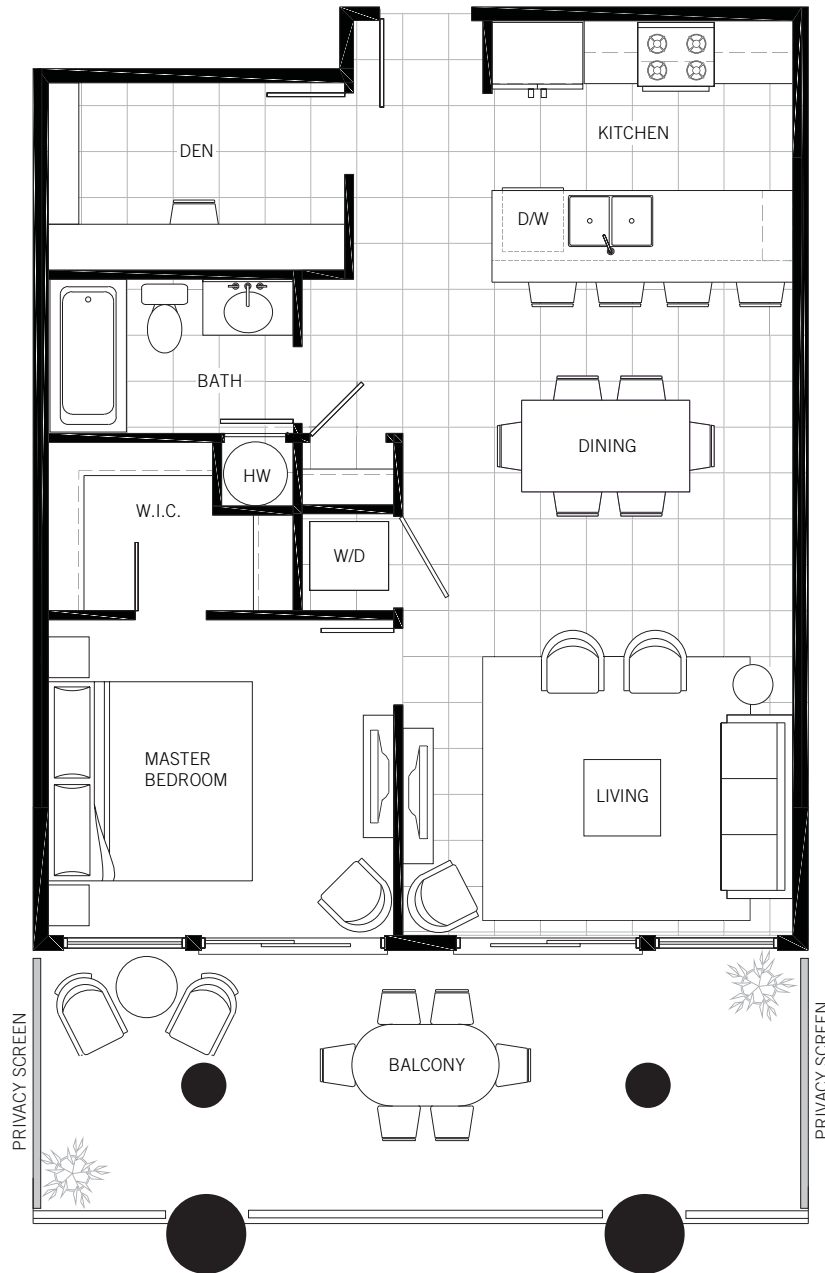 KITCHEN
DEN
D/W
BATH
DINING
HW
W.I.C.
W/D
MASTER
BEDROOM
LIVING
PRIVACY SCREEN
BALCONY
PRIVACY SCREEN